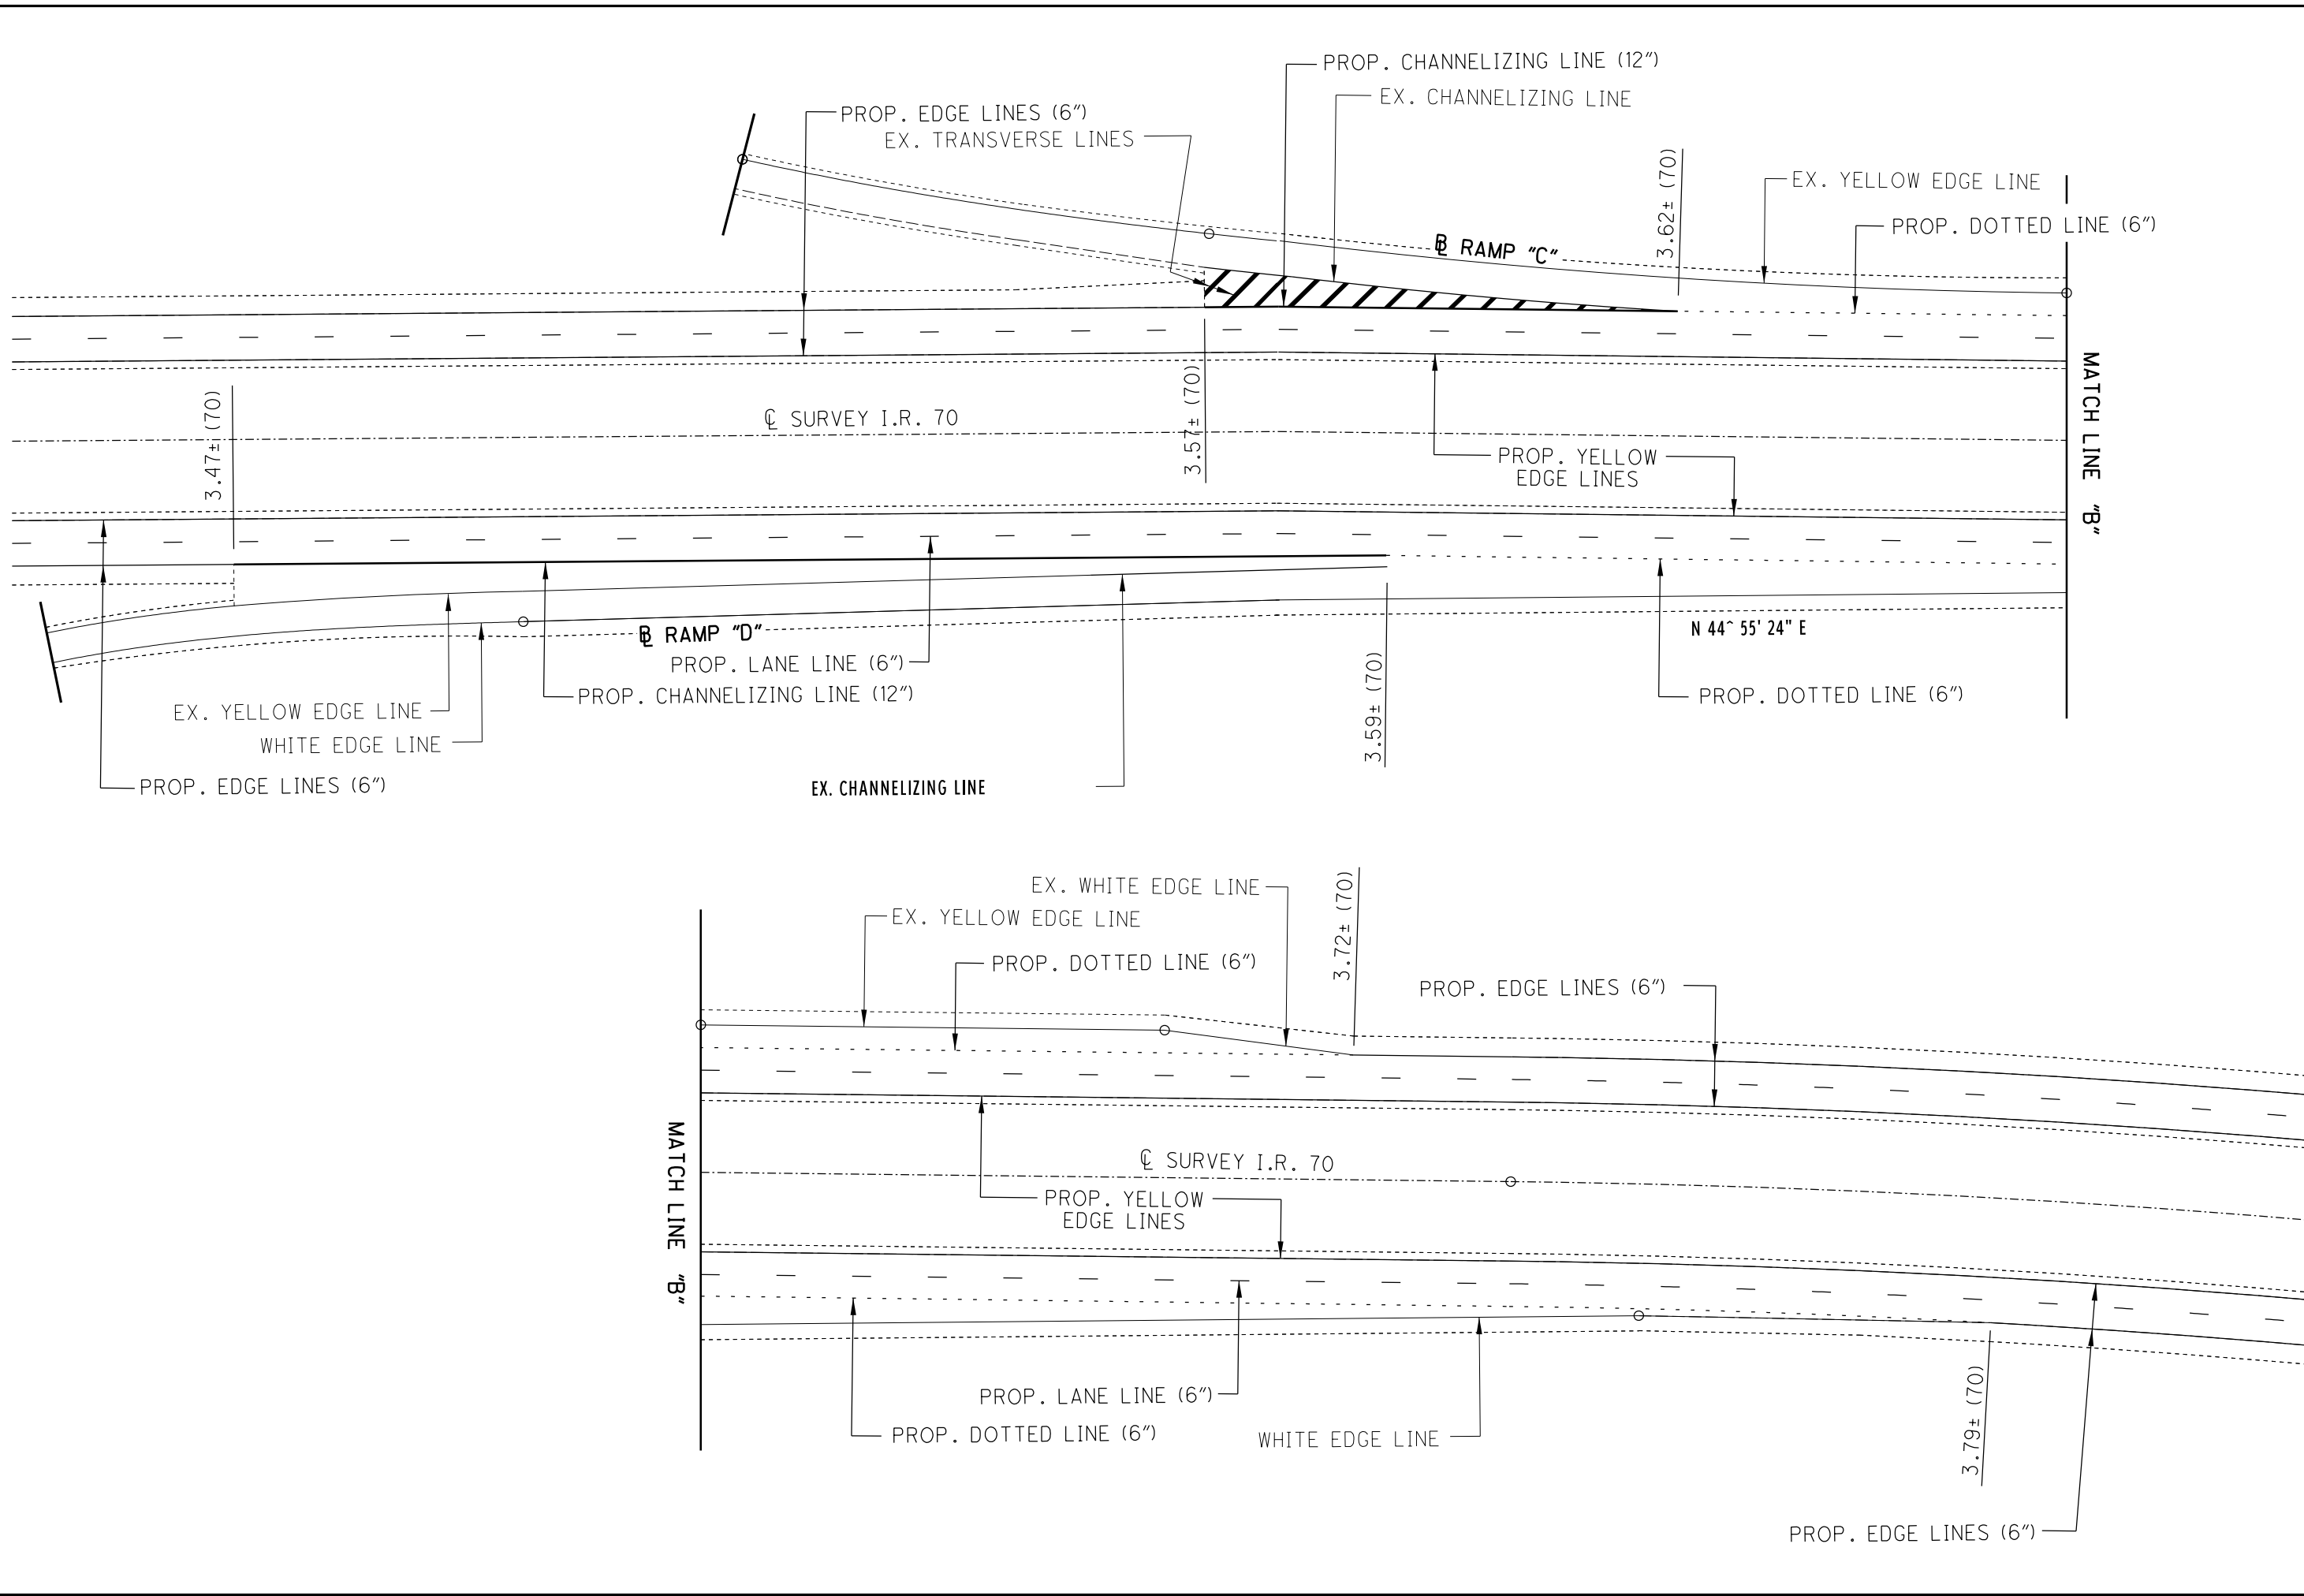 PROP. CHANNELIZING LINE (12")
EX. CHANNELIZING LINE
PROP. EDGE LINES (6")
EX. TRANSVERSE LINES
3.62± (70)
EX. YELLOW EDGE LINE
PROP. DOTTED LINE (6")
℄ RAMP "C"
MATCH LINE "B"
3.47± (70)
℄ SURVEY I.R. 70
3.57± (70)
PROP. YELLOW
EDGE LINES
N 44^ 55' 24" E
℄ RAMP "D"
PROP. LANE LINE (6")
PROP. CHANNELIZING LINE (12")
3.59± (70)
PROP. DOTTED LINE (6")
EX. YELLOW EDGE LINE
WHITE EDGE LINE
PROP. EDGE LINES (6")
EX. CHANNELIZING LINE
EX. WHITE EDGE LINE
EX. YELLOW EDGE LINE
3.72± (70)
PROP. DOTTED LINE (6")
PROP. EDGE LINES (6")
MATCH LINE "B"
℄ SURVEY I.R. 70
PROP. YELLOW
EDGE LINES
PROP. LANE LINE (6")
PROP. DOTTED LINE (6")
WHITE EDGE LINE
3.79± (70)
PROP. EDGE LINES (6")